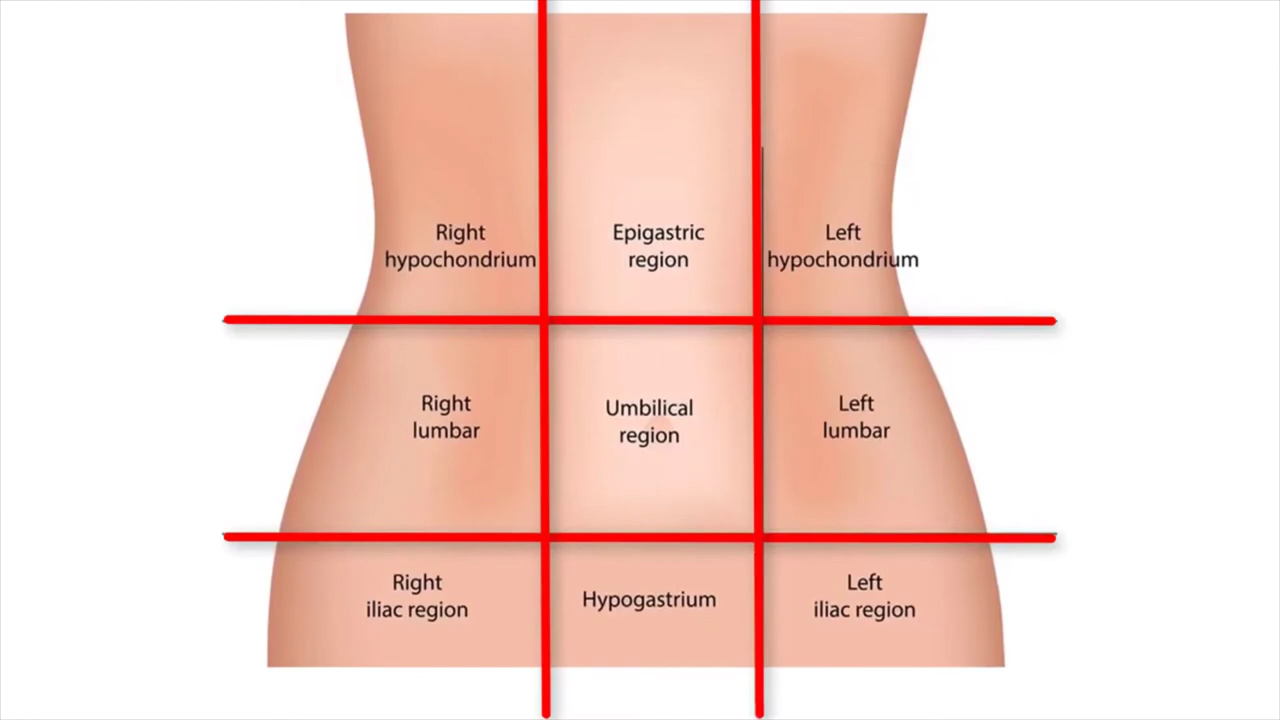 Right
hypochondrium
Epigastric
region
Left
hypochondrium
Right
lumbar
Umbilical
region
Left
lumbar
Right
iliac region
Hypogastrium
Left
iliac region